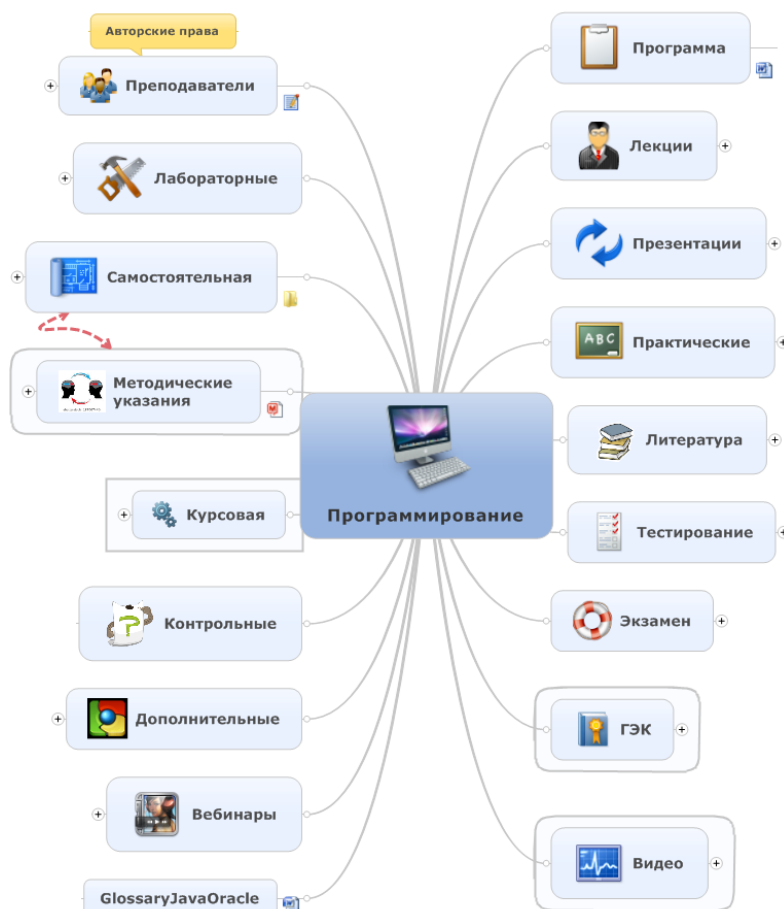 Авторские права
Преподаватели
Лабораторные
Самостоятельная
Методические
указания
Курсовая
Контрольные
Дополнительные
Вебинары
GlossaryJavaOracle
Программирование
Программа
Лекции
Презентации
ABC
Практические
Литература
Тестирование
Экзамен
ГЭК
Видео